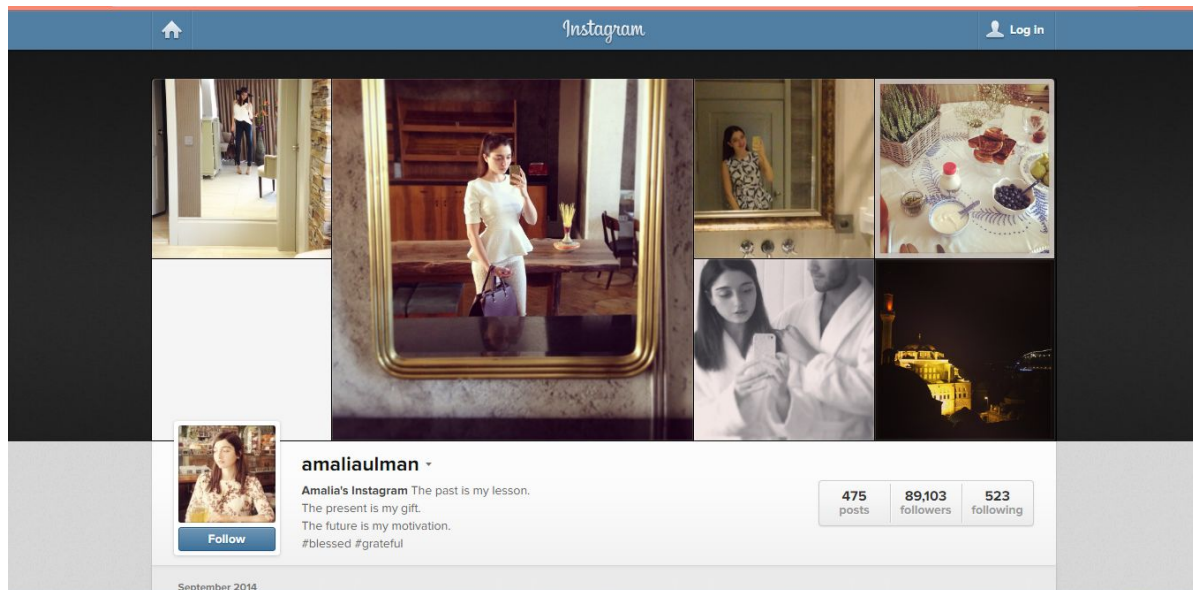 Instagram
Log in
amaliaulman
Amalia's Instagram The past is my lesson.
The present is my gift.
The future is my motivation.
#blessed #grateful
475 posts
89,103 followers
523 following
Follow
September 2014